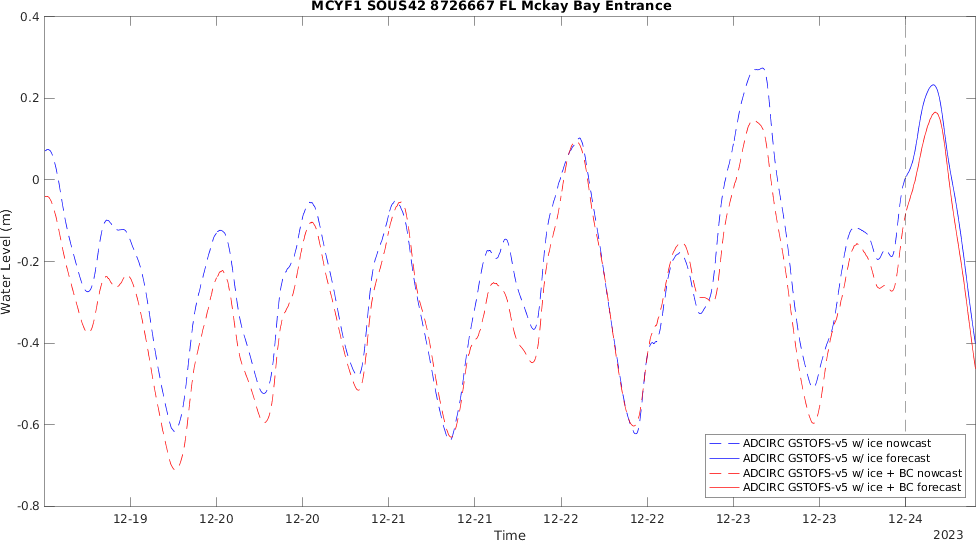 MCYF1 SOUS42 8726667 FL Mckay Bay Entrance
0.4
0.2
0
-0.2
-0.4
-0.6
-0.8
Water Level (m)
ADCIRC GSTOFS-v5 w/ ice nowcast
ADCIRC GSTOFS-v5 w/ ice forecast
ADCIRC GSTOFS-v5 w/ ice + BC nowcast
ADCIRC GSTOFS-v5 w/ ice + BC forecast
12-19 12-20 12-20 12-21 12-21 12-22 12-22 12-23 12-23 12-24
Time
2023